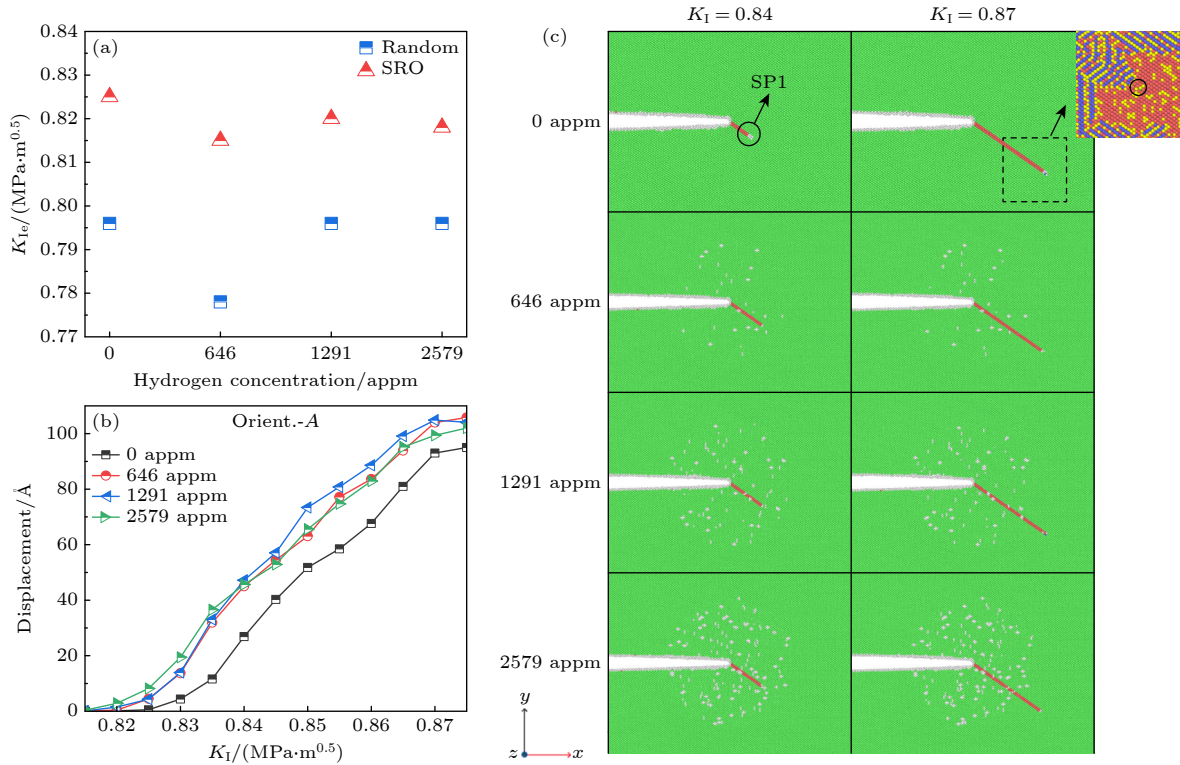 (a)
Random
SRO
0.84
0.83
0.82
0.81
0.80
0.79
0.78
0.77
K_Ie/(MPa·m^0.5)
0 646 1291 2579
Hydrogen concentration/appm
(b)
Orient.-A
0 appm
646 appm
1291 appm
2579 appm
100
80
60
40
20
0
Displacement/Å
0.82 0.83 0.84 0.85 0.86 0.87
K_I/(MPa·m^0.5)
(c)
K_I = 0.84 K_I = 0.87
SP1
0 appm
646 appm
1291 appm
2579 appm
y
z x